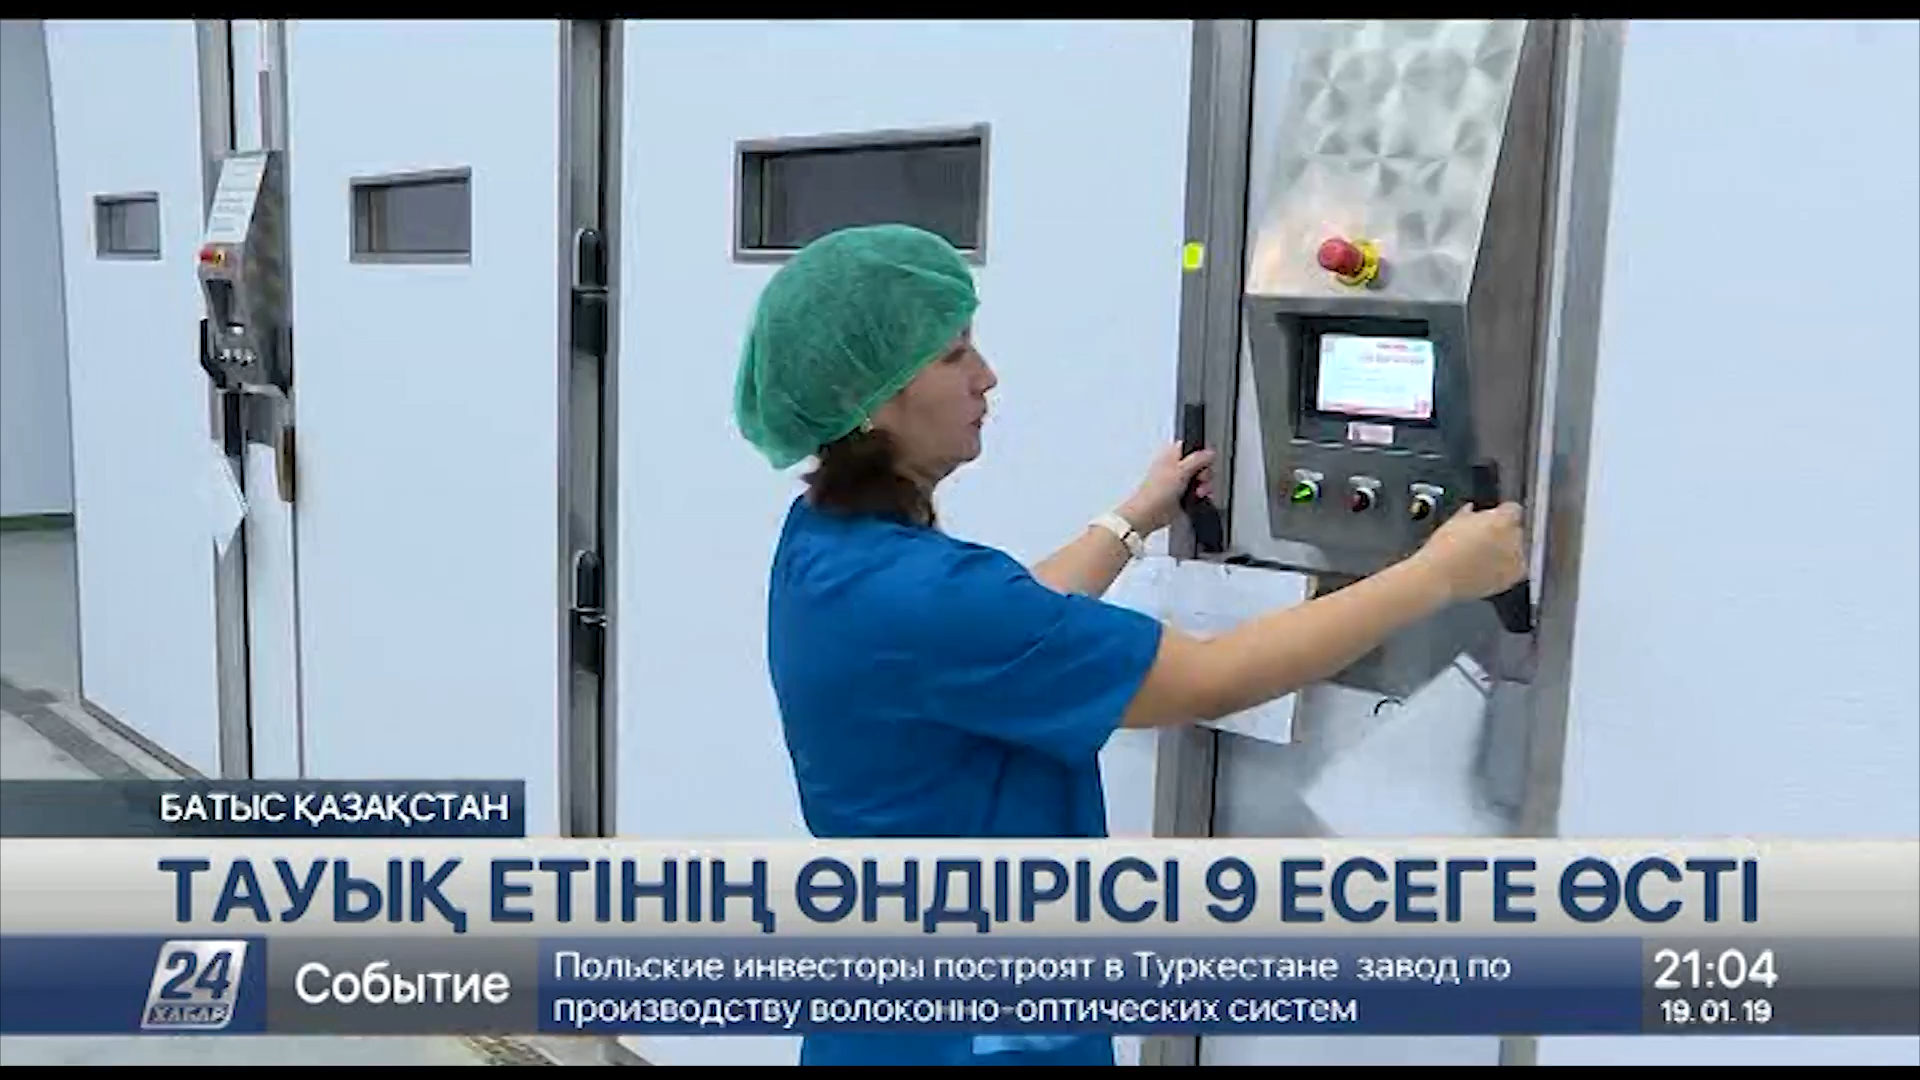 БАТЫС ҚАЗАҚСТАН
ТАУЫҚ ЕТІНІҢ ӨНДІРІСІ 9 ЕСЕГЕ ӨСТІ
24
ХАБАР
Событие
Польские инвесторы построят в Туркестане завод по
производству волоконно-оптических систем
21:04
19.01.19